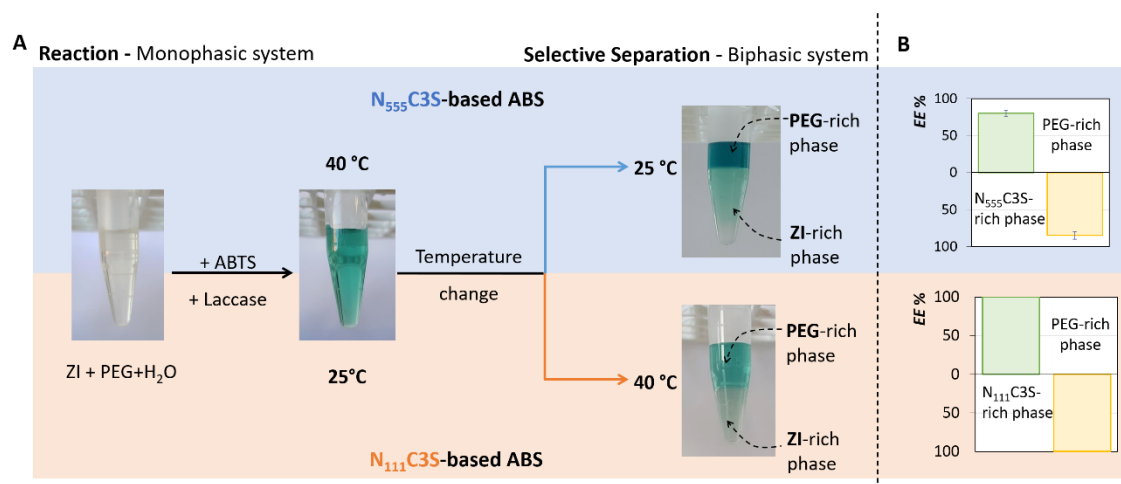 A
Reaction - Monophasic system
Selective Separation - Biphasic system
B
N₅₅₅C3S-based ABS
40 °C
+ ABTS
+ Laccase
ZI + PEG+H₂O
25°C
Temperature
change
25 °C
PEG-rich
phase
ZI-rich
phase
40 °C
PEG-rich
phase
ZI-rich
phase
N₁₁₁C3S-based ABS
EE %
100
50
0
50
100
PEG-rich
phase
N₅₅₅C3S-
rich phase
EE %
100
50
0
50
100
PEG-rich
phase
N₁₁₁C3S-
rich phase